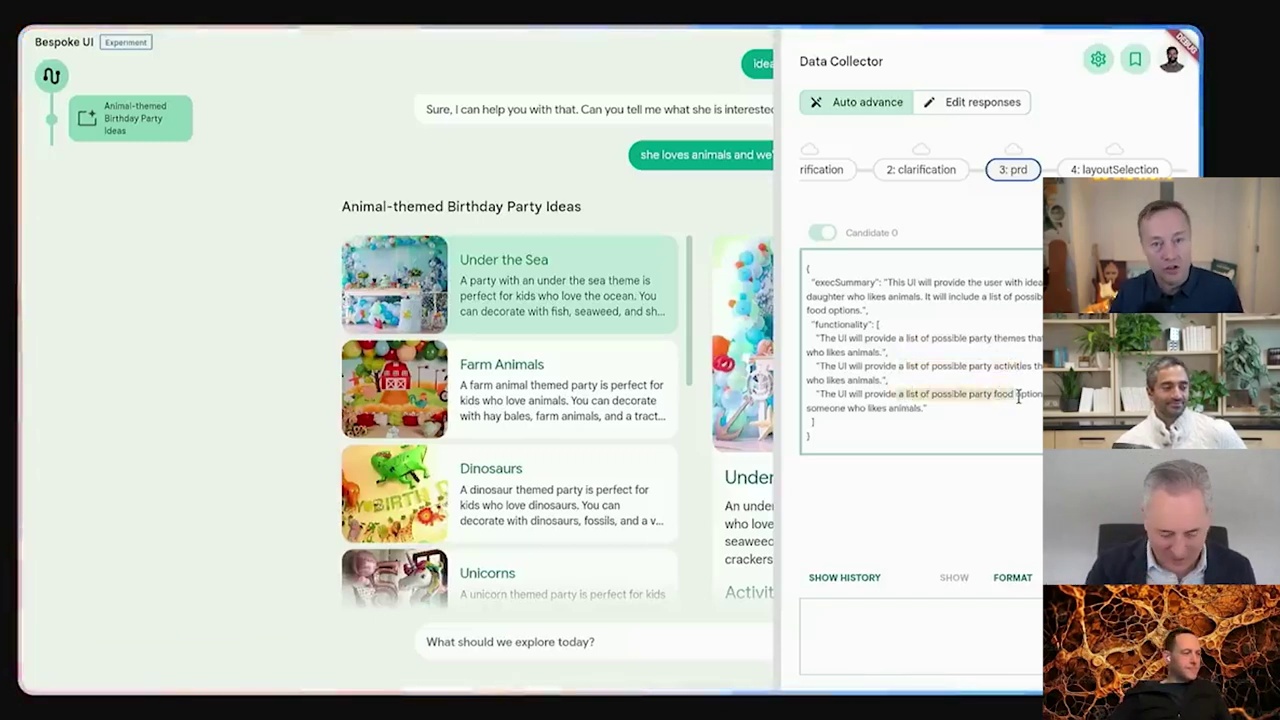 Bespoke UI
Experiment
Animal-themed
Birthday Party
Ideas
idea
Sure, I can help you with that. Can you tell me what she is interested
she loves animals and we'
Animal-themed Birthday Party Ideas
Under the Sea
A party with an under the sea theme is
perfect for kids who love the ocean. You
can decorate with fish, seaweed, and sh...
Farm Animals
A farm animal themed party is perfect for
kids who love animals. You can decorate
with hay bales, farm animals, and a tract...
Dinosaurs
A dinosaur themed party is perfect for
kids who love dinosaurs. You can
decorate with dinosaurs, fossils, and a v...
Unicorns
A unicorn themed party is perfect for kids
Under
An under
who love
seaweed
crackers
Activit
What should we explore today?
Data Collector
DEBUG
Auto advance
Edit responses
rification
2: clarification
3: prd
4: layoutSelection
Candidate 0
{
"execSummary": "This UI will provide the user with idea
daughter who likes animals. It will include a list of possib
food options.",
"functionality": [
"The UI will provide a list of possible party themes that
who likes animals.",
"The UI will provide a list of possible party activities th
who likes animals.",
"The UI will provide a list of possible party food option
someone who likes animals."
]
}
SHOW HISTORY
SHOW
FORMAT